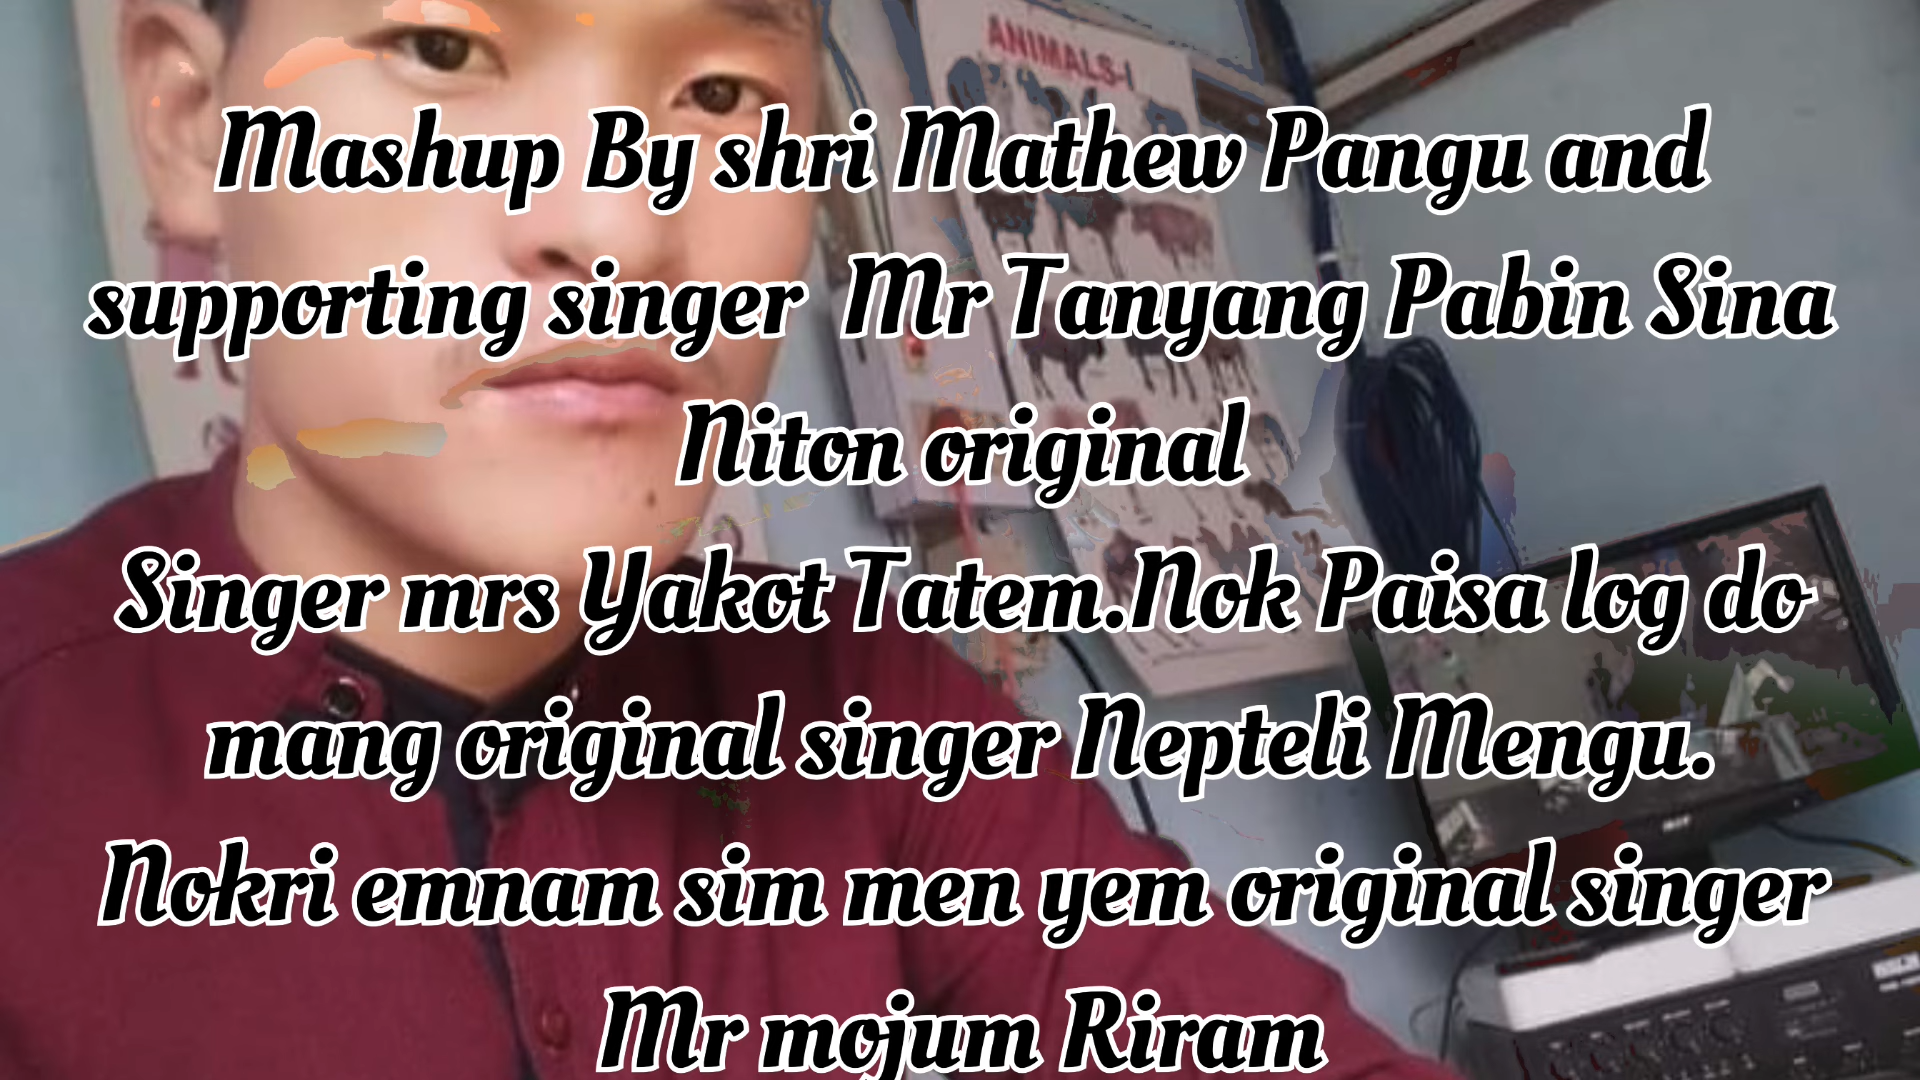 ANIMALS-I
Mashup By shri Mathew Pangu and
supporting singer  Mr Tanyang Pabin Sina
Niton original
Singer mrs Yakot Tatem.Nok Paisa log do
mang original singer Nepteli Mengu.
Nokri emnam sim men yem original singer
Mr mojum Riram